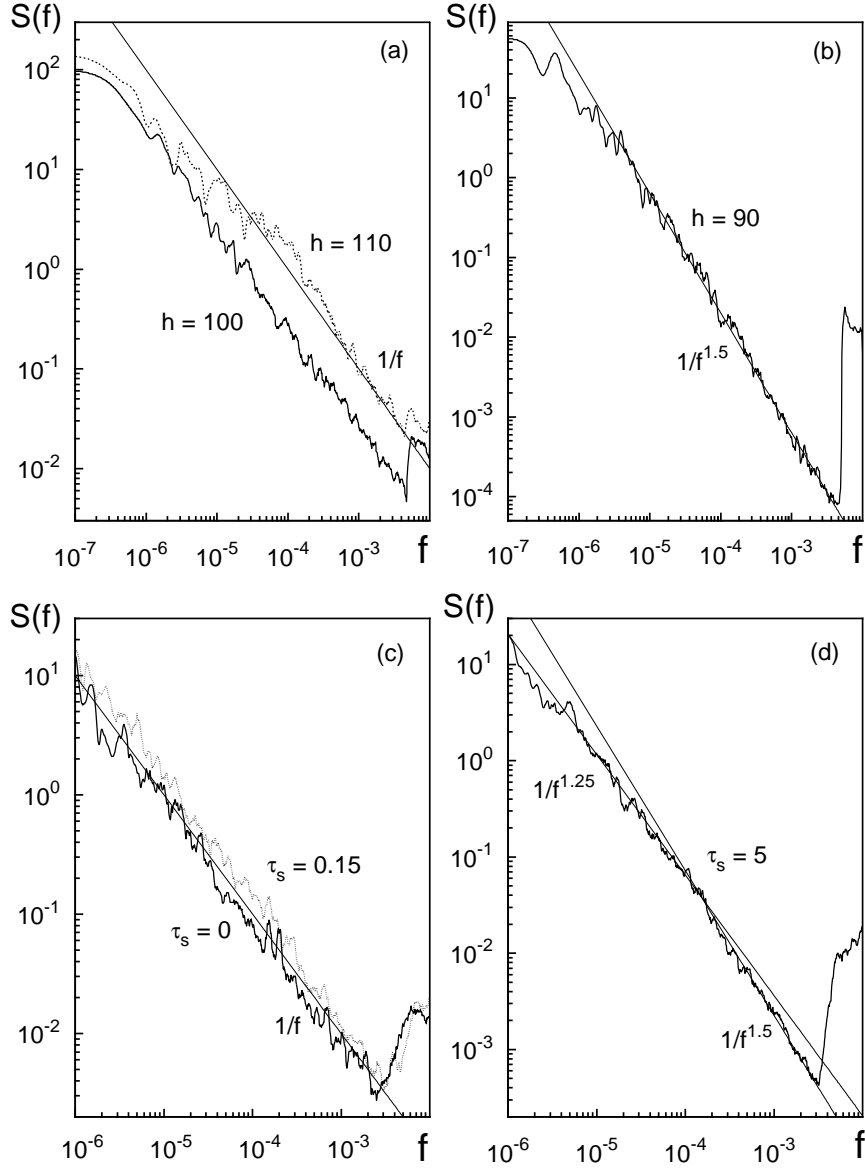 S(f)
(a)
10^2
10^1
10^0
10^-1
10^-2
h = 110
h = 100
1/f
10^-7
10^-6
10^-5
10^-4
10^-3
f
(b)
10^1
10^0
10^-1
10^-2
10^-3
10^-4
h = 90
1/f^1.5
10^-7
10^-6
10^-5
10^-4
10^-3
f
S(f)
(c)
10^1
10^0
10^-1
10^-2
τ_s = 0.15
τ_s = 0
1/f
10^-6
10^-5
10^-4
10^-3
f
S(f)
(d)
10^1
10^0
10^-1
10^-2
10^-3
1/f^1.25
τ_s = 5
1/f^1.5
10^-6
10^-5
10^-4
10^-3
f